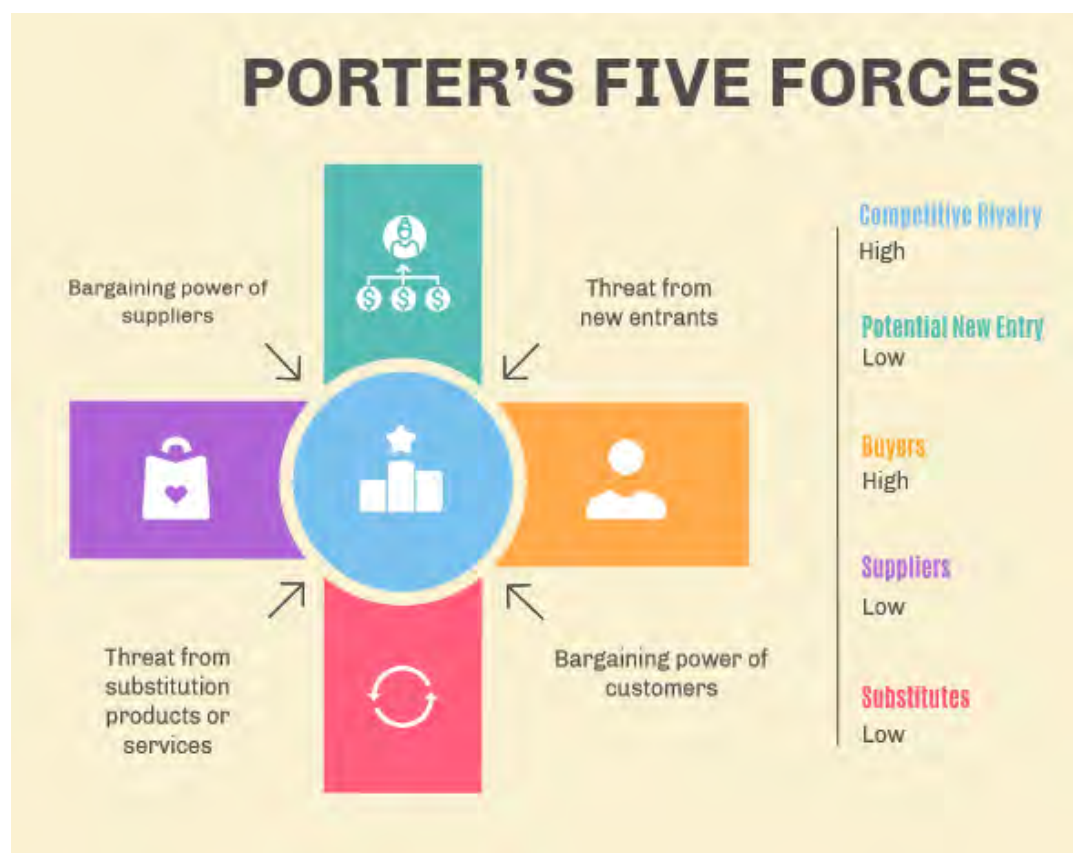 PORTER'S FIVE FORCES
Bargaining power of
suppliers
Threat from
new entrants
Threat from
substitution
products or
services
Bargaining power of
customers
Competitive Rivalry
High
Potential New Entry
Low
Buyers
High
Suppliers
Low
Substitutes
Low